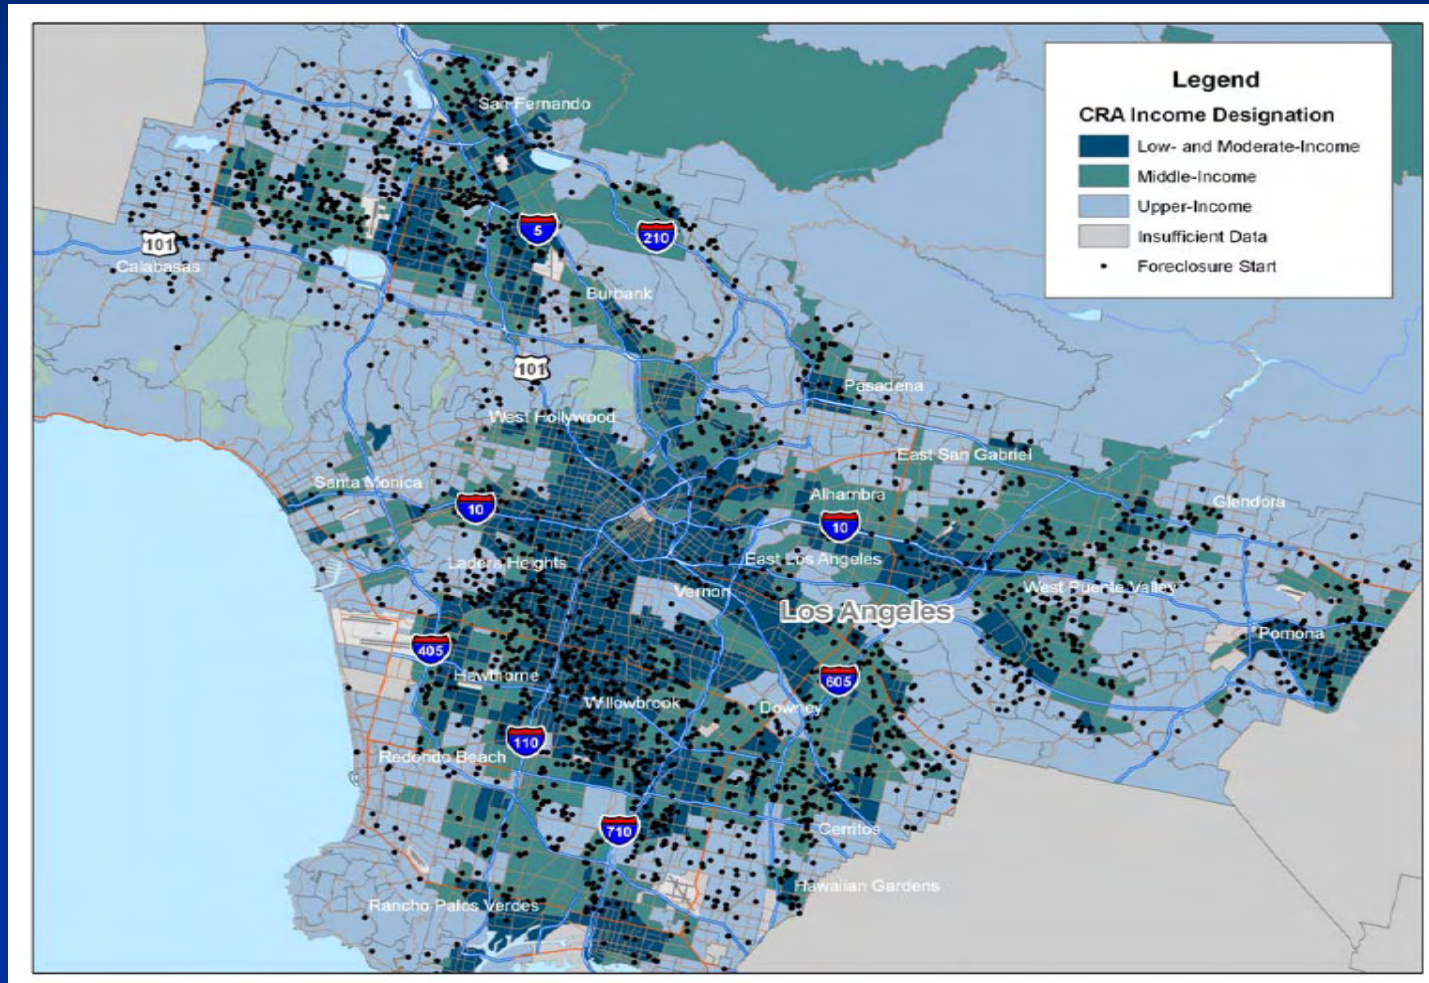 Legend
CRA Income Designation
Low- and Moderate-Income
Middle-Income
Upper-Income
Insufficient Data
Foreclosure Start
San Fernando
5
210
101
Calabasas
Burbank
101
Pasadena
West Hollywood
East San Gabriel
Santa Monica
Alhambra
Glendora
10
10
Ladera Heights
East Los Angeles
Vernon
West Puente Valley
Los Angeles
Pomona
405
Hawthorne
605
Willowbrook
Downey
110
Redondo Beach
710
Cerritos
Hawaiian Gardens
Rancho Palos Verdes